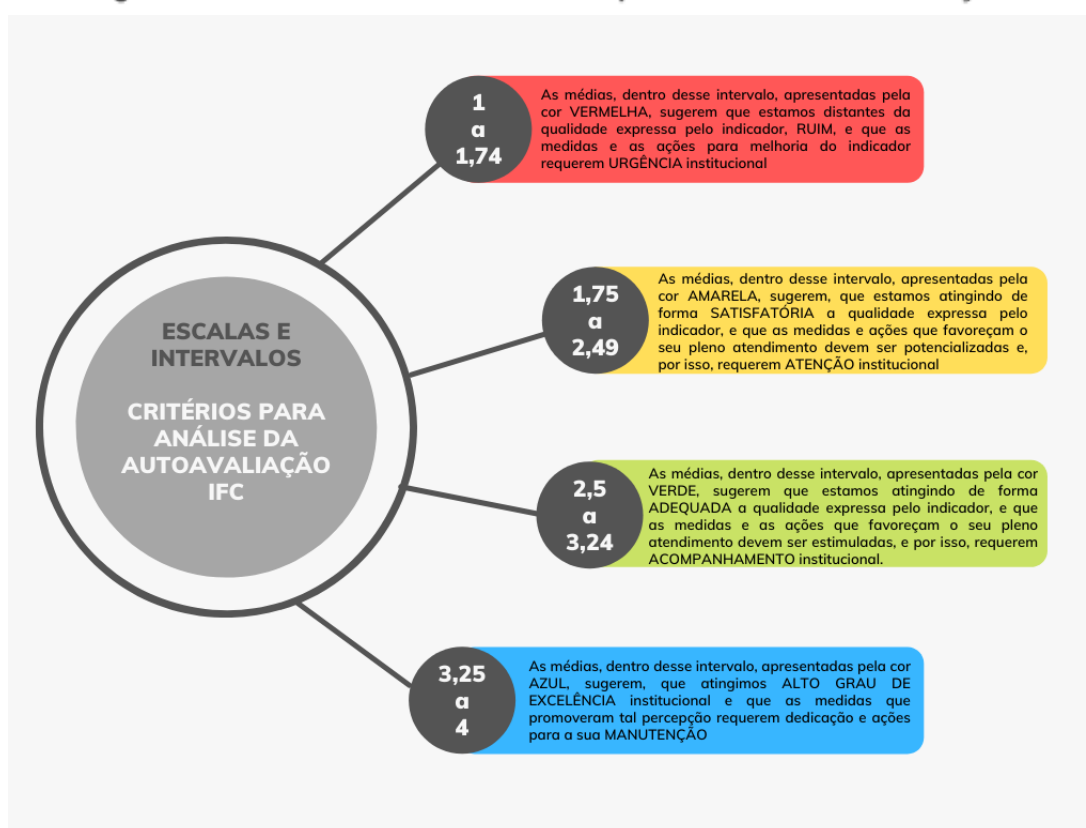 1
a
1,74
As médias, dentro desse intervalo, apresentadas pela
cor VERMELHA, sugerem que estamos distantes da
qualidade expressa pelo indicador, RUIM, e que as
medidas e as ações para melhoria do indicador
requerem URGÊNCIA institucional
1,75
a
2,49
As médias, dentro desse intervalo, apresentadas pela
cor AMARELA, sugerem, que estamos atingindo de
forma SATISFATÓRIA a qualidade expressa pelo
indicador, e que as medidas e ações que favoreçam o
seu pleno atendimento devem ser potencializadas e,
por isso, requerem ATENÇÃO institucional
ESCALAS E
INTERVALOS
CRITÉRIOS PARA
ANÁLISE DA
AUTOAVALIAÇÃO
IFC
2,5
a
3,24
As médias, dentro desse intervalo, apresentadas pela cor
VERDE, sugerem que estamos atingindo de forma
ADEQUADA a qualidade expressa pelo indicador, e que
as medidas e as ações que favoreçam o seu pleno
atendimento devem ser estimuladas, e por isso, requerem
ACOMPANHAMENTO institucional.
3,25
a
4
As médias, dentro desse intervalo, apresentadas pela cor
AZUL, sugerem, que atingimos ALTO GRAU DE
EXCELÊNCIA institucional e que as medidas que
promoveram tal percepção requerem dedicação e ações
para a sua MANUTENÇÃO